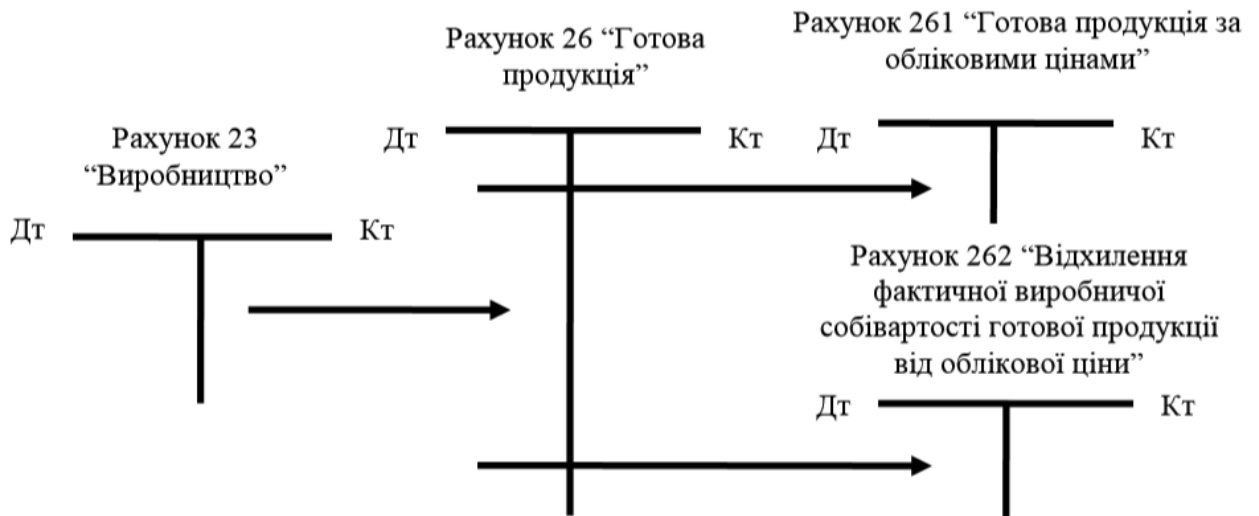 Рахунок 23
“Виробництво”
Дт
Кт
Рахунок 26 “Готова
продукція”
Дт
Кт
Рахунок 261 “Готова продукція за
обліковими цінами”
Дт
Кт
Рахунок 262 “Відхилення
фактичної виробничої
собівартості готової продукції
від облікової ціни”
Дт
Кт